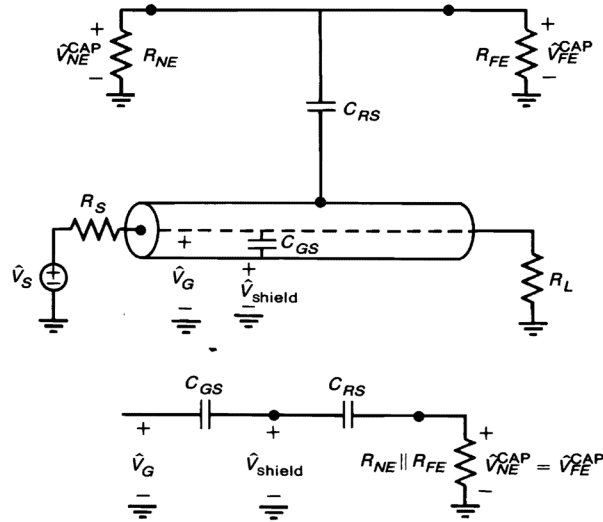 + +
V̂_NE^CAP R_NE R_FE V̂_FE^CAP
− −
C_RS
R_S
+ C_GS
V̂_S + − V̂_G + V̂_shield R_L
− −
C_GS C_RS
+ + +
V̂_G V̂_shield R_NE || R_FE V̂_NE^CAP = V̂_FE^CAP
− − −